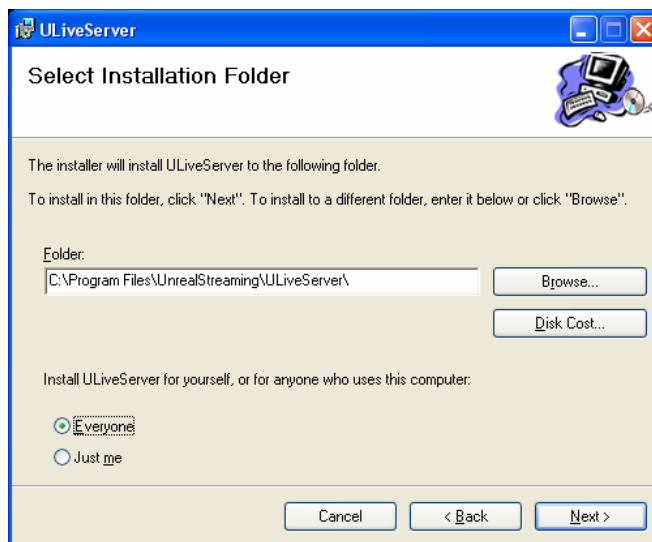 ULiveServer
Select Installation Folder
The installer will install ULiveServer to the following folder.
To install in this folder, click "Next". To install to a different folder, enter it below or click "Browse".
Folder:
C:\Program Files\UnrealStreaming\ULiveServer\
Browse...
Disk Cost...
Install ULiveServer for yourself, or for anyone who uses this computer:
Everyone
Just me
Cancel
< Back
Next >